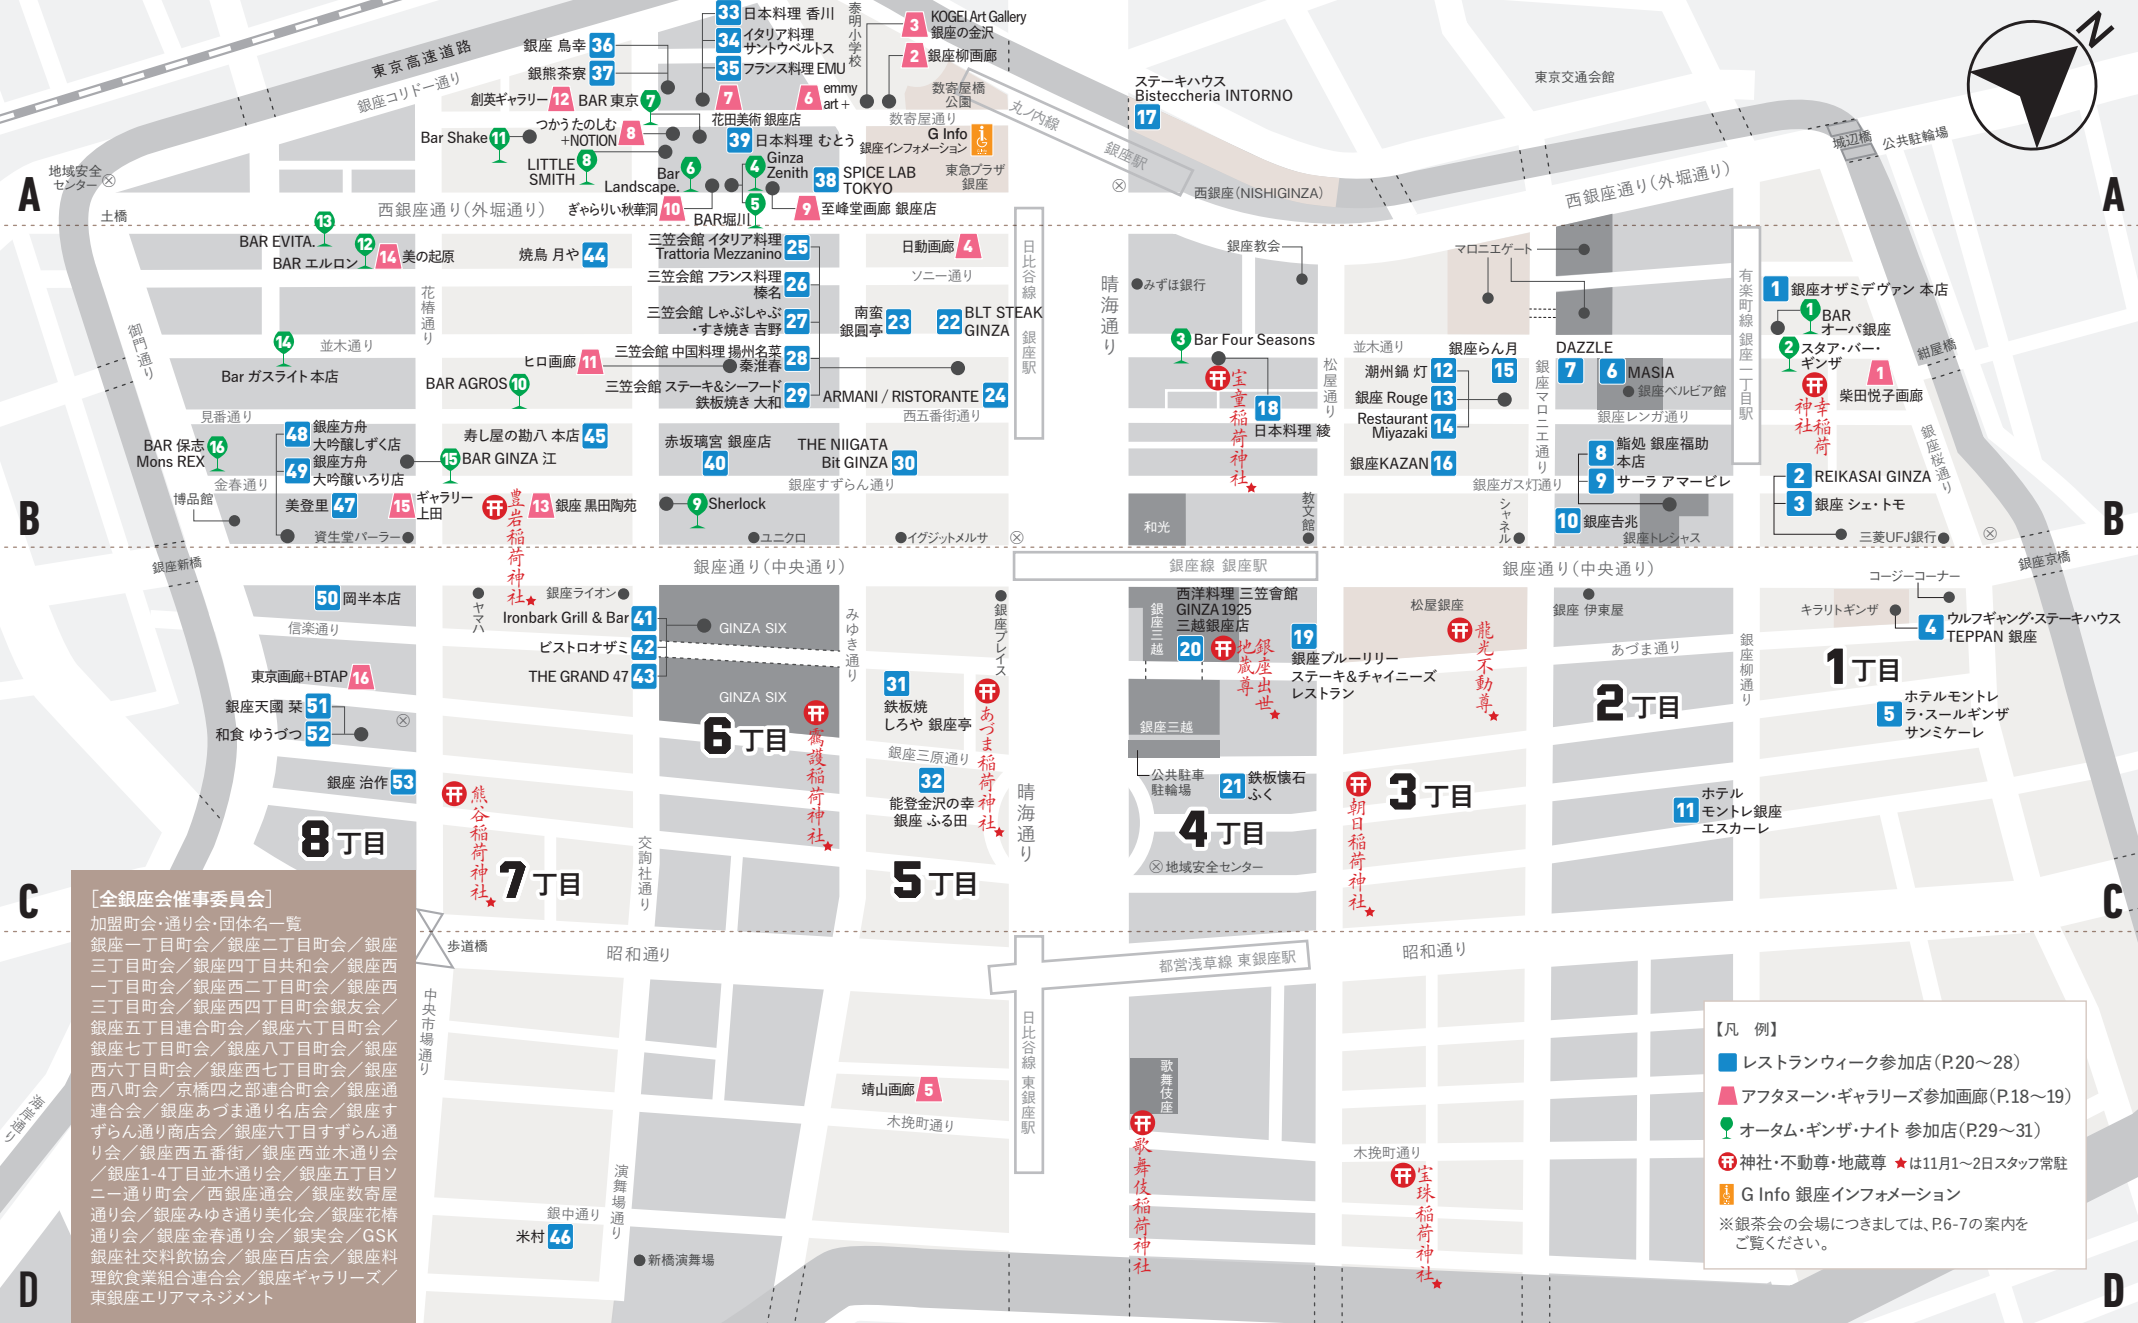 33 日本料理 香川
34 イタリア料理
サントウベルトス
35 フランス料理 EMU
泰明小学校
3 KOGEI Art Gallery
銀座の金沢
2 銀座柳画廊
銀座 鳥幸 36
銀熊茶寮 37
東京高速道路
銀座コリドー通り
創英ギャラリー 12
BAR 東京 7
7 花田美術 銀座店
6 emmy
art +
数寄屋橋
公園
数寄屋通り
丸ノ内線
銀座駅
ステーキハウス
Bisteccheria INTORNO
17
東京交通会館
N
城辺橋
公共駐輪場
Bar Shake 11
つかうたのしむ
+NOTION 8
LITTLE
SMITH 8
39 日本料理 むとう
G Info
銀座インフォメーション
東急プラザ
銀座
4 Ginza
Zenith
Bar
Landscape. 6
38 SPICE LAB
TOKYO
地域安全
センター
A
A
土橋
西銀座通り(外堀通り)
ぎゃらりい秋華洞 10
BAR堀川 5
9 至峰堂画廊 銀座店
西銀座(NISHIGINZA)
西銀座通り(外堀通り)
13
BAR EVITA.
12
BAR エルロン
14 美の起原
焼鳥 月や 44
三笠会館 イタリア料理
Trattoria Mezzanino 25
三笠会館 フランス料理
榛名 26
三笠会館 しゃぶしゃぶ
・すき焼き 吉野 27
三笠会館 中国料理 揚州名菜
秦淮春 28
三笠会館 ステーキ&シーフード
鉄板焼き 大和 29
日動画廊 4
ソニー通り
南蛮
銀圓亭 23
22 BLT STEAK
GINZA
日比谷線 銀座駅
晴海通り
みずほ銀行
銀座教会
マロニエゲート
有楽町線 銀座一丁目駅
1 銀座オザミデヴァン 本店
1 BAR
オーパ銀座
2 スタア・バー・
ギンザ
1 柴田悦子画廊
幸稲荷神社
紺屋橋
花椿通り
御門通り
14
Bar ガスライト本店
並木通り
ヒロ画廊 11
BAR AGROS 10
ARMANI / RISTORANTE 24
西五番街通り
3 Bar Four Seasons
宝童稲荷神社
18
日本料理 綾
松屋通り
並木通り
銀座らん月
15
潮州鍋 灯 12
銀座 Rouge 13
Restaurant
Miyazaki 14
銀座KAZAN 16
銀座マロニエ通り
DAZZLE
7
6 MASIA
銀座ベルビア館
銀座レンガ通り
見番通り
BAR 保志
Mons REX 16
48 銀座方舟
大吟醸しずく店
49 銀座方舟
大吟醸いろり店
金春通り
博品館
美登里 47
15 ギャラリー
上田
資生堂パーラー
寿し屋の勘八 本店 45
15 BAR GINZA 江
豊岩稲荷神社
13 銀座 黒田陶苑
赤坂璃宮 銀座店
40
THE NIIGATA
Bit GINZA 30
銀座すずらん通り
9 Sherlock
ユニクロ
イグジットメルサ
和光
教文館
銀座ガス灯通り
シャネル
8 鮨処 銀座福助
本店
9 サーラ アマービレ
10 銀座吉兆
銀座トレシャス
2 REIKASAI GINZA
3 銀座 シェ・トモ
三菱UFJ銀行
銀座桜通り
B
B
銀座新橋
銀座通り(中央通り)
銀座線 銀座駅
銀座通り(中央通り)
銀座京橋
50 岡半本店
信楽通り
ヤマハ
銀座ライオン
Ironbark Grill & Bar 41
ビストロオザミ 42
THE GRAND 47 43
GINZA SIX
GINZA SIX
みゆき通り
銀座プレイス
銀座三越
西洋料理 三笠會館
GINZA 1925
三越銀座店
20
銀座出世地蔵尊
19
銀座ブルーリリー
ステーキ&チャイニーズ
レストラン
松屋銀座
龍光不動尊
銀座 伊東屋
あづま通り
銀座柳通り
コージーコーナー
キラリトギンザ
4 ウルフギャング・ステーキハウス
TEPPAN 銀座
1丁目
5 ホテルモントレ
ラ・スールギンザ
サンミケーレ
2丁目
東京画廊+BTAP 16
銀座天國 栞 51
和食 ゆうづつ 52
銀座 治作 53
8丁目
6丁目
靏護稲荷神社
31
鉄板焼
しろや 銀座亭
あづま稲荷神社
銀座三原通り
32
能登金沢の幸
銀座 ふる田
5丁目
晴海通り
銀座三越
公共駐車
駐輪場
21 鉄板懐石
ふく
4丁目
地域安全センター
3丁目
朝日稲荷神社
11 ホテル
モントレ銀座
エスカーレ
熊谷稲荷神社
7丁目
交詢社通り
C
C
歩道橋
昭和通り
都営浅草線 東銀座駅
昭和通り
中央市場通り
日比谷線 東銀座駅
靖山画廊 5
木挽町通り
歌舞伎座
歌舞伎稲荷神社
木挽町通り
宝珠稲荷神社
演舞場通り
銀中通り
米村 46
新橋演舞場
海岸通り
D
D
[全銀座会催事委員会]
加盟町会・通り会・団体名一覧
銀座一丁目町会／銀座二丁目町会／銀座
三丁目町会／銀座四丁目共和会／銀座西
一丁目町会／銀座西二丁目町会／銀座西
三丁目町会／銀座西四丁目町会銀友会／
銀座五丁目連合町会／銀座六丁目町会／
銀座七丁目町会／銀座八丁目町会／銀座
西六丁目町会／銀座西七丁目町会／銀座
西八町会／京橋四之部連合町会／銀座通
連合会／銀座あづま通り名店会／銀座す
ずらん通り商店会／銀座六丁目すずらん通
り会／銀座西五番街／銀座西並木通り会
／銀座1-4丁目並木通り会／銀座五丁目ソ
ニー通り町会／西銀座通会／銀座数寄屋
通り会／銀座みゆき通り美化会／銀座花椿
通り会／銀座金春通り会／銀実会／GSK
銀座社交料飲協会／銀座百店会／銀座料
理飲食業組合連合会／銀座ギャラリーズ／
東銀座エリアマネジメント
【凡 例】
レストランウィーク参加店(P.20～28)
アフタヌーン・ギャラリーズ参加画廊(P.18～19)
オータム・ギンザ・ナイト 参加店(P.29～31)
神社・不動尊・地蔵尊 ★は11月1～2日スタッフ常駐
G Info 銀座インフォメーション
※銀茶会の会場につきましては、P.6-7の案内を
ご覧ください。